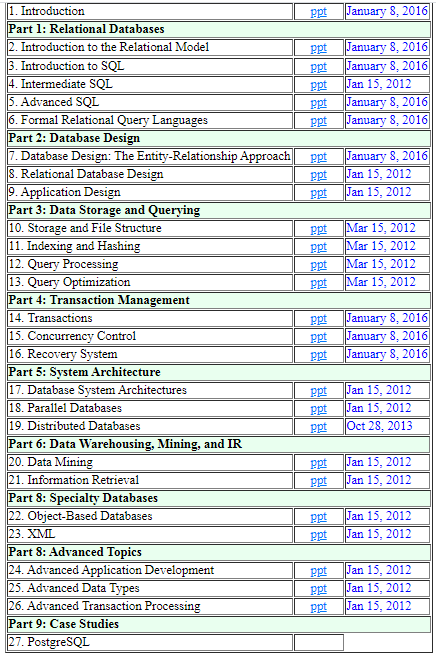 1. Introduction ppt January 8, 2016
Part 1: Relational Databases
2. Introduction to the Relational Model ppt January 8, 2016
3. Introduction to SQL ppt January 8, 2016
4. Intermediate SQL ppt Jan 15, 2012
5. Advanced SQL ppt January 8, 2016
6. Formal Relational Query Languages ppt January 8, 2016
Part 2: Database Design
7. Database Design: The Entity-Relationship Approach ppt January 8, 2016
8. Relational Database Design ppt Jan 15, 2012
9. Application Design ppt Jan 15, 2012
Part 3: Data Storage and Querying
10. Storage and File Structure ppt Mar 15, 2012
11. Indexing and Hashing ppt Mar 15, 2012
12. Query Processing ppt Mar 15, 2012
13. Query Optimization ppt Mar 15, 2012
Part 4: Transaction Management
14. Transactions ppt January 8, 2016
15. Concurrency Control ppt January 8, 2016
16. Recovery System ppt January 8, 2016
Part 5: System Architecture
17. Database System Architectures ppt Jan 15, 2012
18. Parallel Databases ppt Jan 15, 2012
19. Distributed Databases ppt Oct 28, 2013
Part 6: Data Warehousing, Mining, and IR
20. Data Mining ppt Jan 15, 2012
21. Information Retrieval ppt Jan 15, 2012
Part 8: Specialty Databases
22. Object-Based Databases ppt Jan 15, 2012
23. XML ppt Jan 15, 2012
Part 8: Advanced Topics
24. Advanced Application Development ppt Jan 15, 2012
25. Advanced Data Types ppt Jan 15, 2012
26. Advanced Transaction Processing ppt Jan 15, 2012
Part 9: Case Studies
27. PostgreSQL